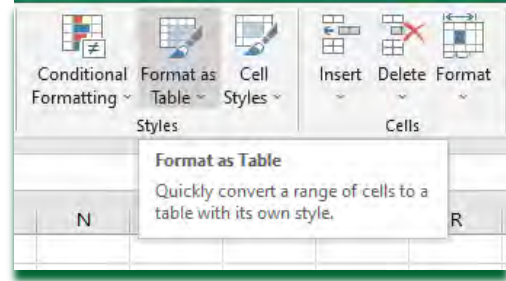 Conditional Format as Cell Insert Delete Format
Formatting Table Styles
Styles Cells
Format as Table
Quickly convert a range of cells to a
table with its own style.
N R